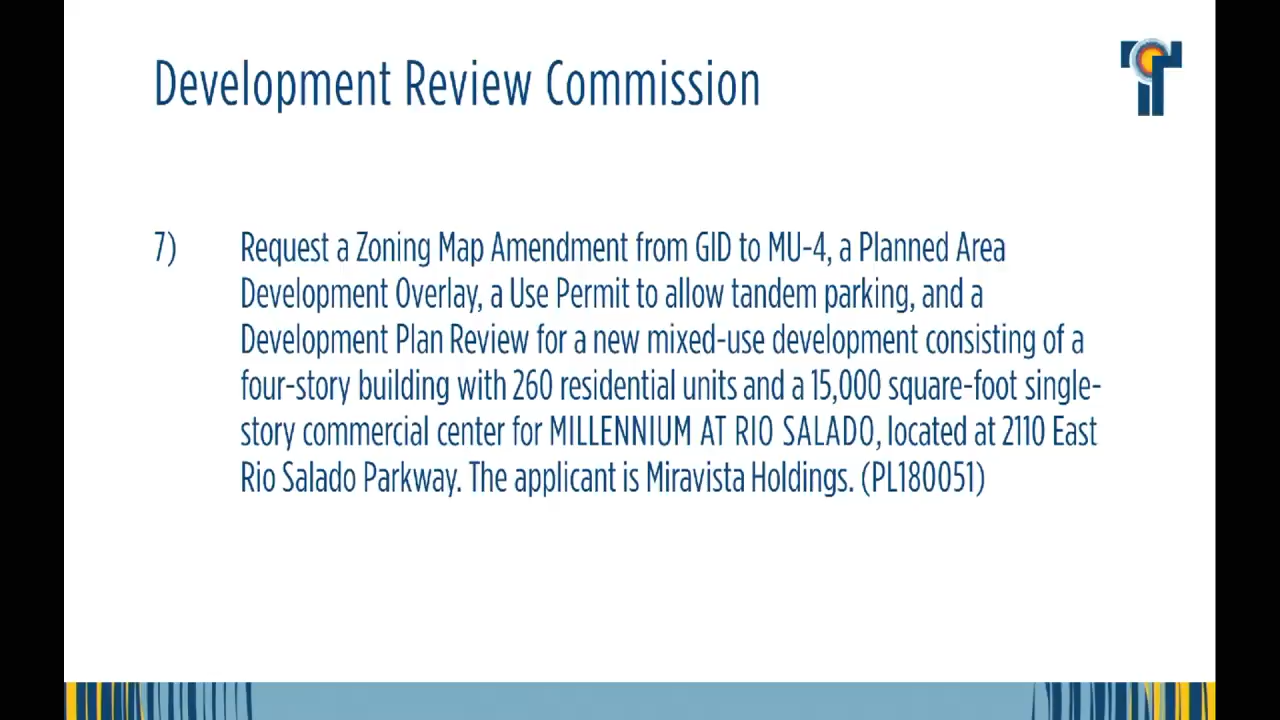 Development Review Commission
7) Request a Zoning Map Amendment from GID to MU-4, a Planned Area
Development Overlay, a Use Permit to allow tandem parking, and a
Development Plan Review for a new mixed-use development consisting of a
four-story building with 260 residential units and a 15,000 square-foot single-
story commercial center for MILLENNIUM AT RIO SALADO, located at 2110 East
Rio Salado Parkway. The applicant is Miravista Holdings. (PL180051)